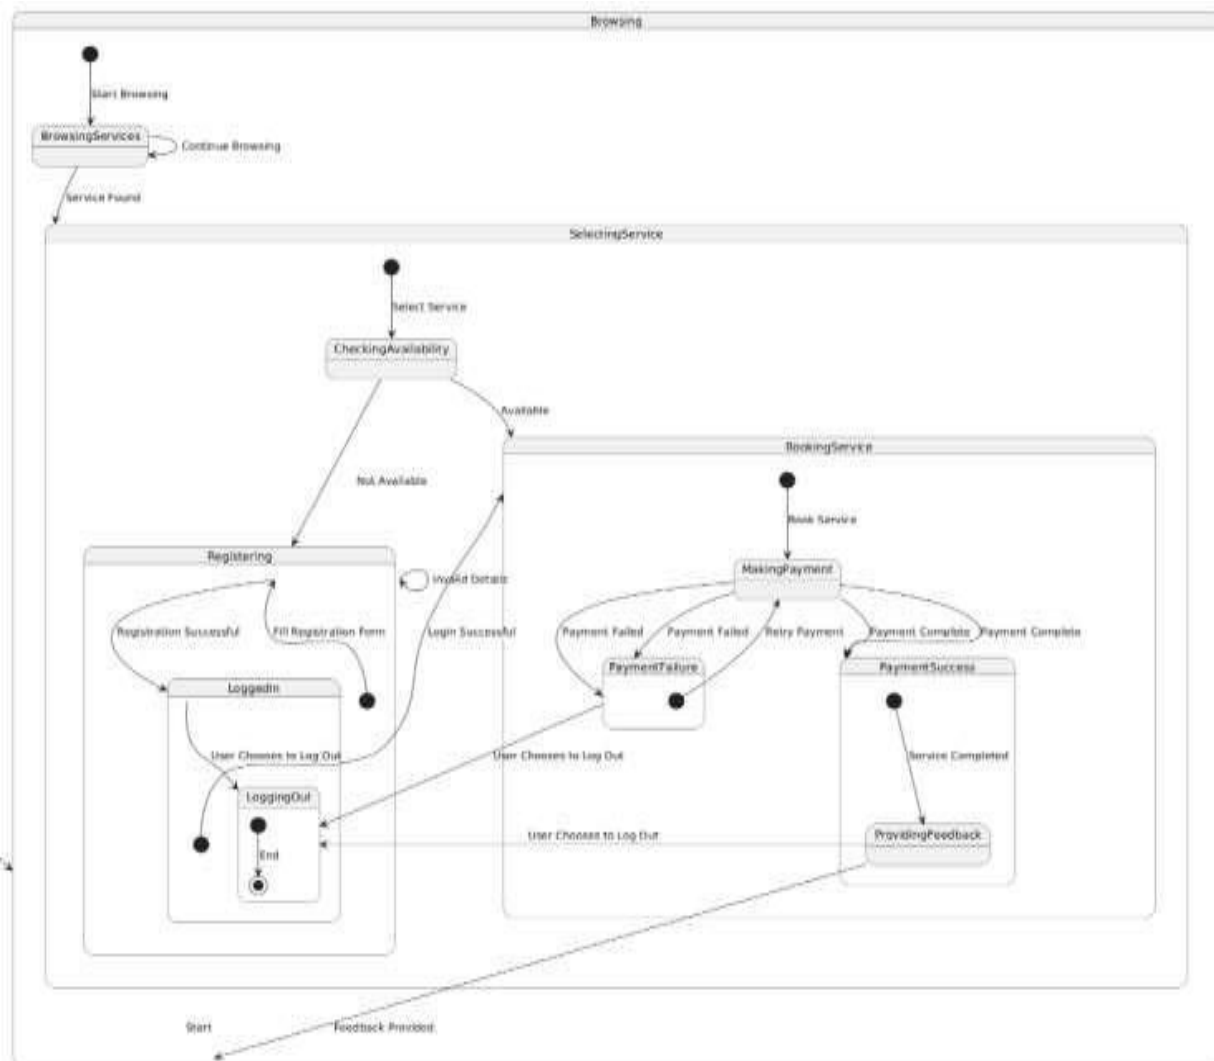 Browsing
Start Browsing
BrowsingServices
Continue Browsing
Service Found
SelectingService
Select Service
CheckingAvailability
Available
BookingService
Not Available
Book Service
Registering
MakingPayment
Invalid Details
Registration Successful
Fill Registration Form
Login Successful
Payment Failed
Payment Failed
Retry Payment
Payment Complete
Payment Complete
PaymentFailure
PaymentSuccess
LoggedIn
User Chooses to Log Out
User Chooses to Log Out
Service Completed
LoggingOut
User Chooses to Log Out
ProvidingFeedback
End
Start
Feedback Provided